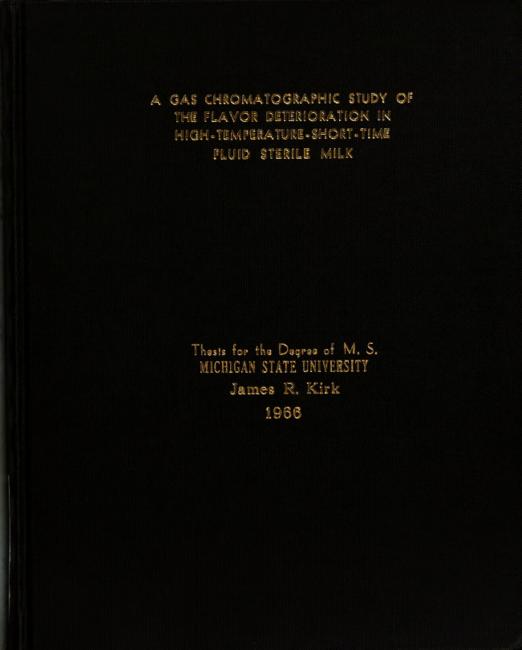 A GAS CHROMATOGRAPHIC STUDY OF
THE FLAVOR DETERIORATION IN
HIGH-TEMPERATURE-SHORT-TIME
FLUID STERILE MILK
Thesis for the Degree of M. S.
MICHIGAN STATE UNIVERSITY
James R. Kirk
1966